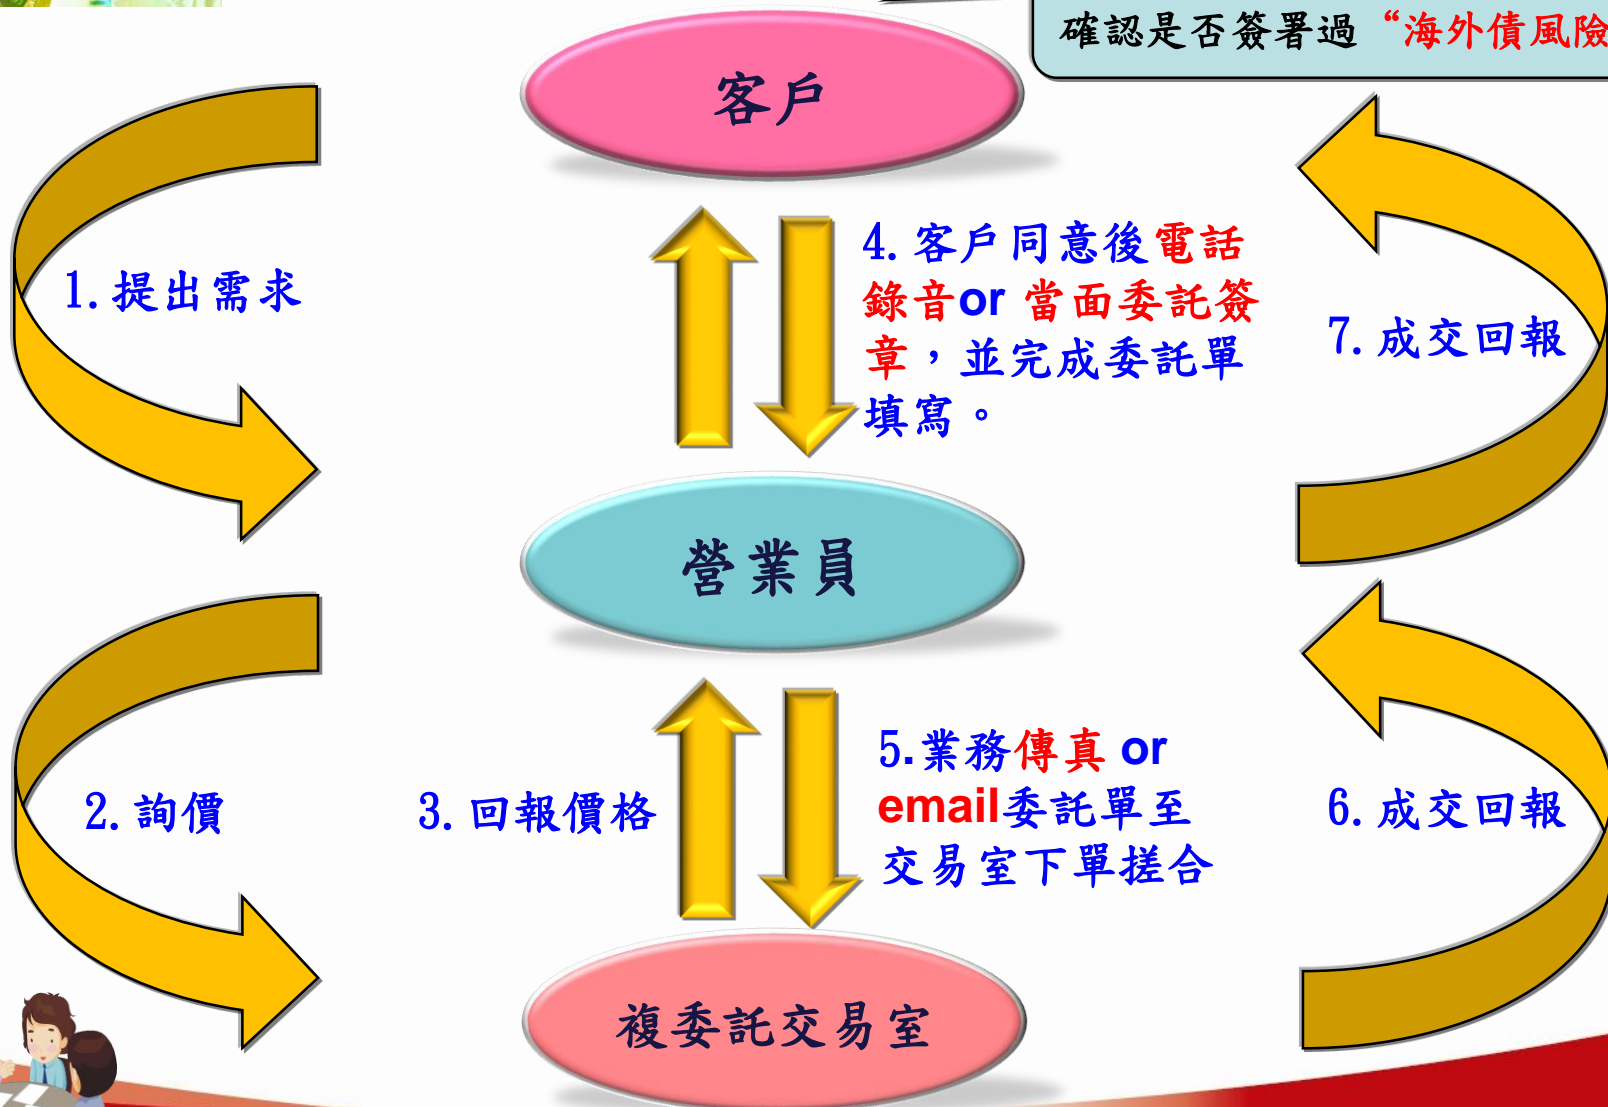 確認是否簽署過“海外債風險
客戶
4.客戶同意後電話
錄音or 當面委託簽
章，並完成委託單
填寫。
1.提出需求
7.成交回報
營業員
5.業務傳真 or
email委託單至
交易室下單搓合
2.詢價
3.回報價格
6.成交回報
複委託交易室